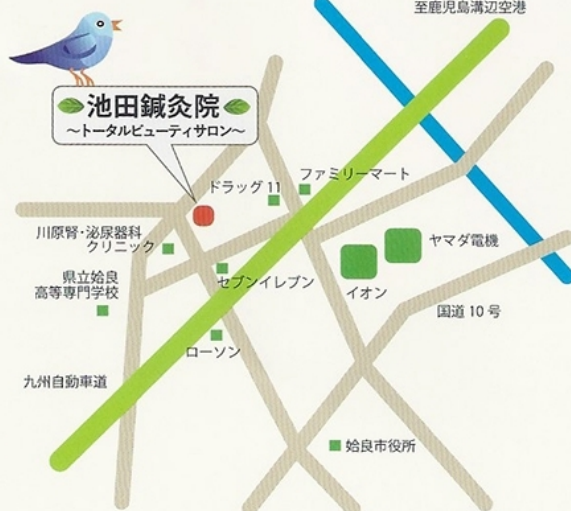 至鹿児島溝辺空港
池田鍼灸院
～トータルビューティサロン～
ファミリーマート
ドラッグ11
川原腎・泌尿器科
クリニック
ヤマダ電機
県立姶良
高等専門学校
セブンイレブン
イオン
国道10号
ローソン
九州自動車道
姶良市役所